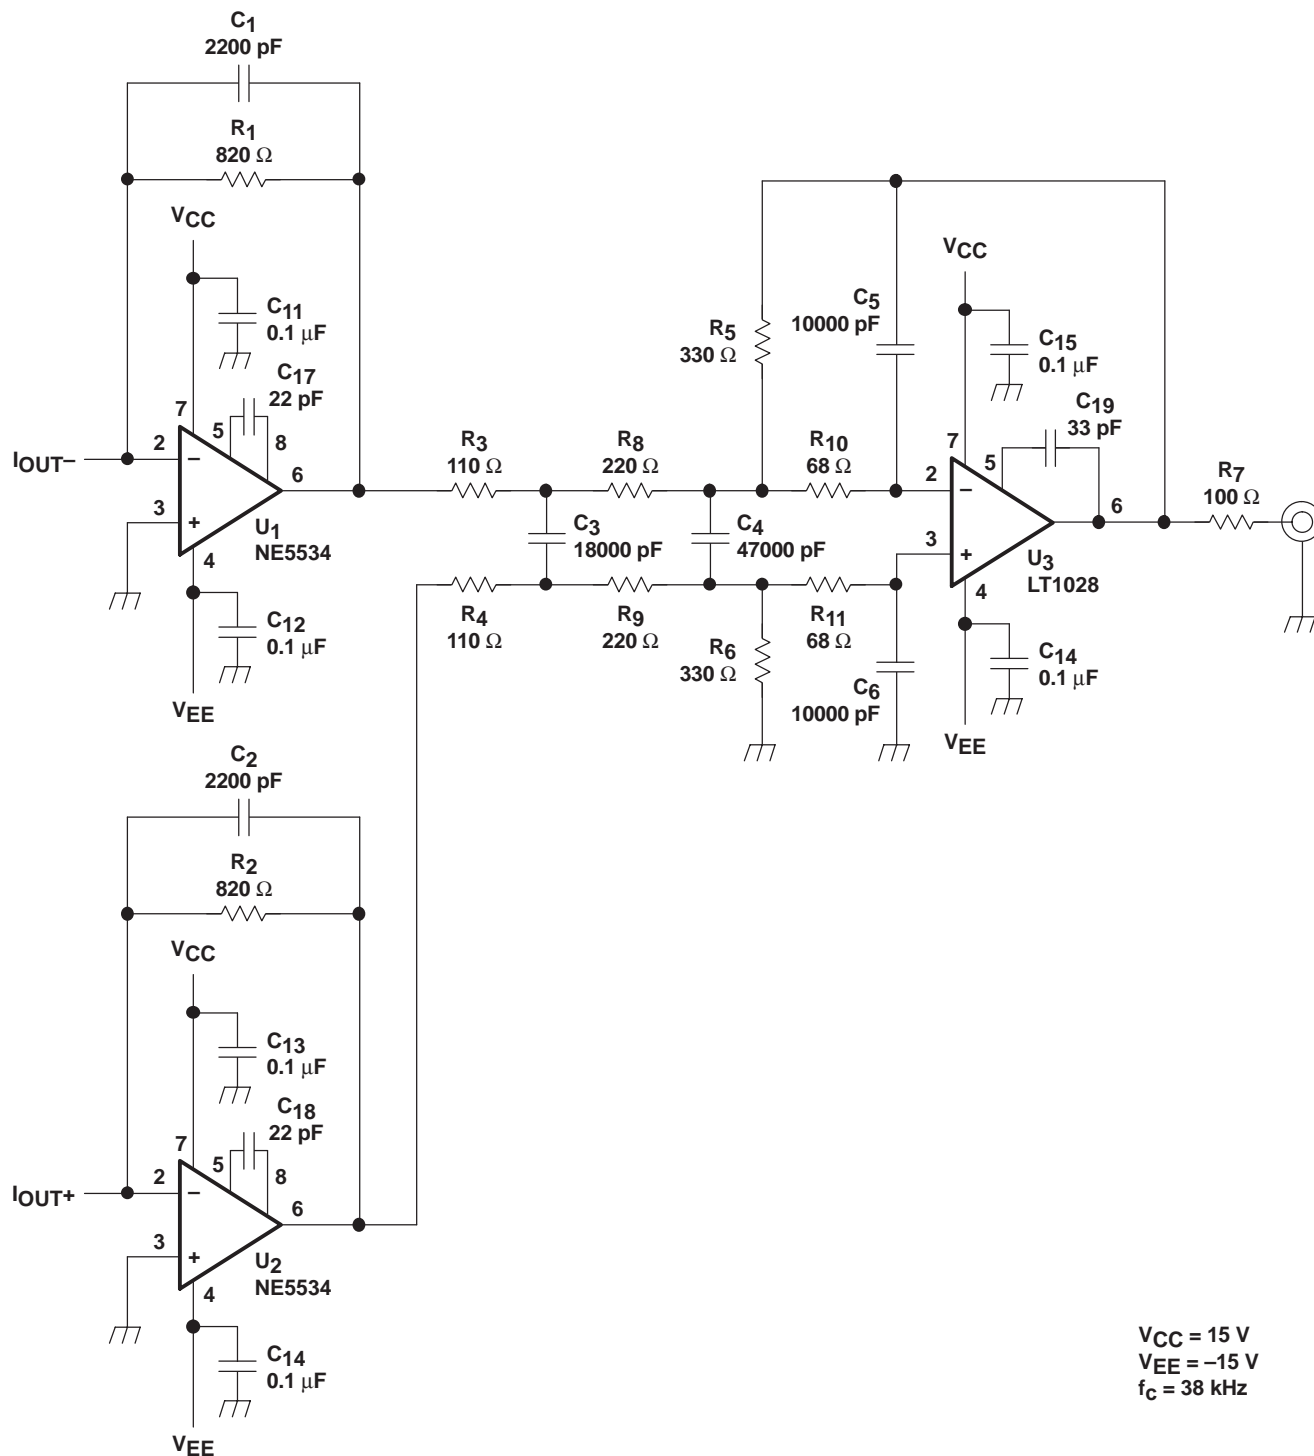 C1
2200 pF
R1
820 Ω
VCC
C11
0.1 μF
C17
22 pF
7
5
8
2
6
IOUT–
–
3
+
U1
NE5534
4
C12
0.1 μF
VEE
R3
110 Ω
R8
220 Ω
R10
68 Ω
C3
18000 pF
C4
47000 pF
R4
110 Ω
R9
220 Ω
R11
68 Ω
R5
330 Ω
C5
10000 pF
R6
330 Ω
C6
10000 pF
VCC
C15
0.1 μF
C19
33 pF
7
5
2
–
6
3
+
U3
LT1028
4
R7
100 Ω
C14
0.1 μF
VEE
C2
2200 pF
R2
820 Ω
VCC
C13
0.1 μF
C18
22 pF
7
5
8
2
6
IOUT+
–
3
+
U2
NE5534
4
C14
0.1 μF
VEE
VCC = 15 V
VEE = –15 V
fc = 38 kHz